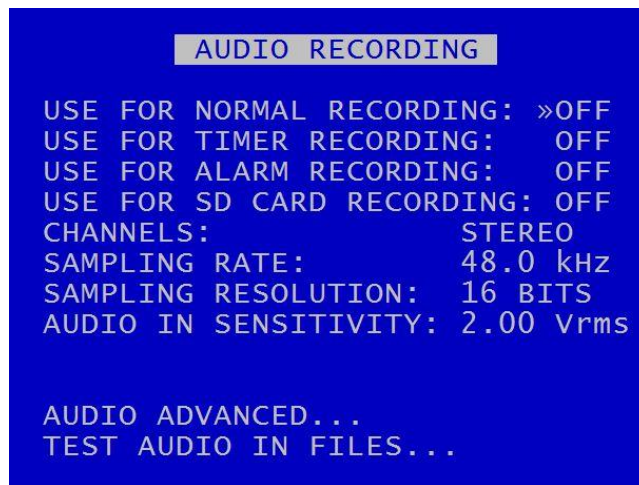 AUDIO RECORDING
USE FOR NORMAL RECORDING: »OFF
USE FOR TIMER RECORDING: OFF
USE FOR ALARM RECORDING: OFF
USE FOR SD CARD RECORDING: OFF
CHANNELS: STEREO
SAMPLING RATE: 48.0 kHz
SAMPLING RESOLUTION: 16 BITS
AUDIO IN SENSITIVITY: 2.00 Vrms
AUDIO ADVANCED...
TEST AUDIO IN FILES...